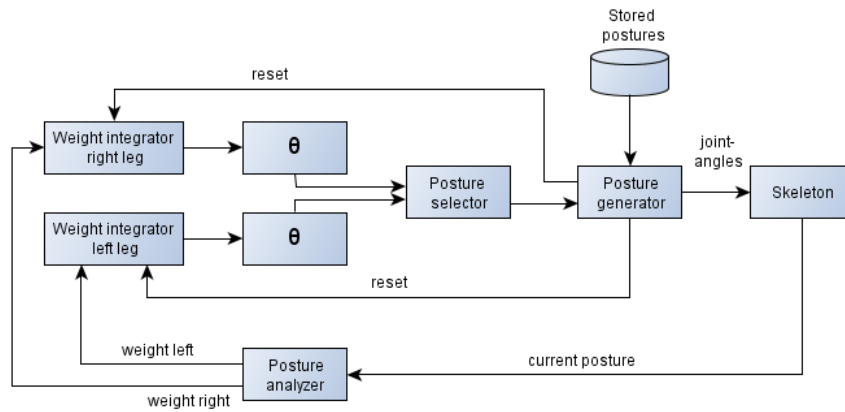 Stored
postures
reset
Weight integrator
right leg
θ
joint-
angles
Posture
selector
Posture
generator
Skeleton
Weight integrator
left leg
θ
reset
weight left
Posture
analyzer
current posture
weight right